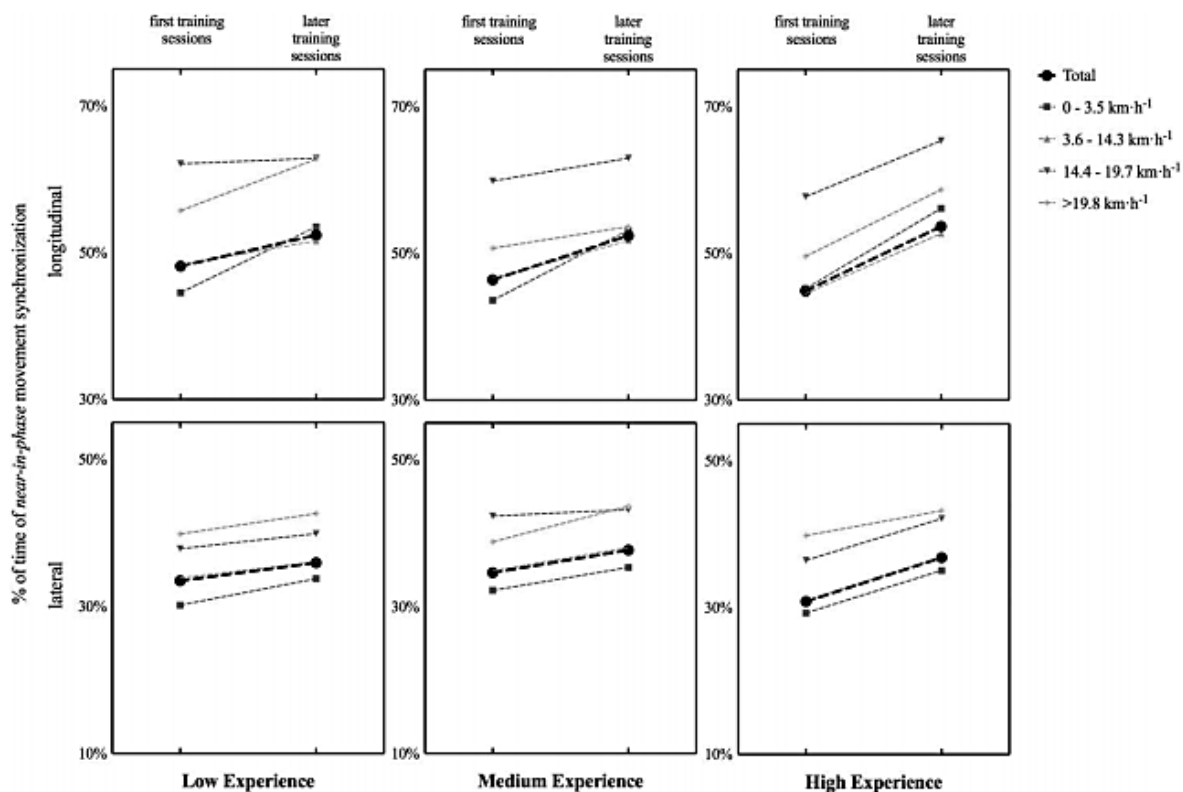 first training
sessions
later
training
sessions
first training
sessions
later
training
sessions
first training
sessions
later
training
sessions
% of time of near-in-phase movement synchronization
longitudinal
70%
50%
30%
70%
50%
30%
70%
50%
30%
Total
0 - 3.5 km·h⁻¹
3.6 - 14.3 km·h⁻¹
14.4 - 19.7 km·h⁻¹
>19.8 km·h⁻¹
lateral
50%
30%
10%
50%
30%
10%
50%
30%
10%
Low Experience
Medium Experience
High Experience